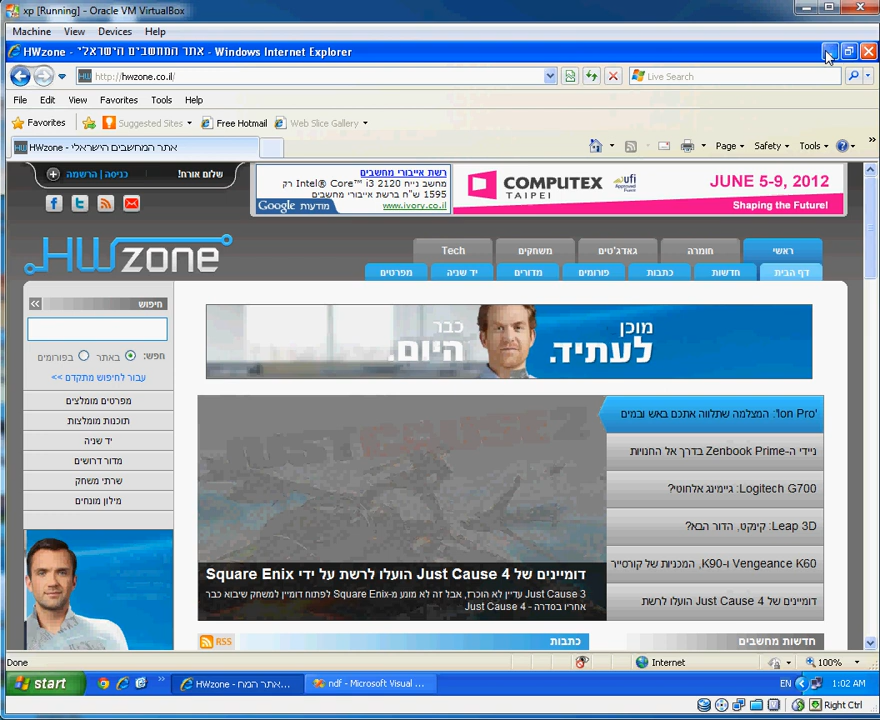 xp [Running] - Oracle VM VirtualBox
Machine View Devices Help
HWzone - אתר המחשבים הישראלי - Windows Internet Explorer
http://hwzone.co.il/
Live Search
File Edit View Favorites Tools Help
Favorites Suggested Sites Free Hotmail Web Slice Gallery
HWzone - אתר המחשבים הישראלי
Page Safety Tools
שלום אורח!
כניסה | הרשמה
רשת אייבורי מחשבים
מחשב נייח Intel® Core™ i3 2120 רק
1595 ש"ח ברשת אייבורי מחשבים
www.ivory.co.il
מודעות Google
COMPUTEX
TAIPEI
ufi
Approved
Event
JUNE 5-9, 2012
Shaping the Future!
HWzone
ראשי חומרה גאדג'טים משחקים Tech
דף הבית חדשות כתבות פורומים מדורים יד שניה מפרטים
חיפוש
>>
חפש: באתר בפורומים
עבור לחיפוש מתקדם >>
מפרטים מומלצים
תוכנות מומלצות
יד שניה
מדור דרושים
שרתי משחק
מילון מונחים
מוכן
לעתיד.
כבר
היום.
JUST CAUSE 2
דומיינים של Just Cause 4 הועלו לרשת על ידי Square Enix
Just Cause 3 עדיין לא הוכרז, אבל זה לא מונע מ-Square Enix לפתוח דומיין למשחק שיבוא כבר
אחריו בסדרה - Just Cause 4
'Ion Pro': המצלמה שתלווה אתכם באש ובמים
ניידי ה-Zenbook Prime בדרך אל החנויות
Logitech G700: גיימינג אלחוטי?
Leap 3D: קינקט, הדור הבא?
Vengeance K60 ו-K90, המכניות של קורסייר
דומיינים של Just Cause 4 הועלו לרשת
חדשות מחשבים
כתבות
RSS
Done
Internet
100%
start
HWzone - אתר המח...
ndf - Microsoft Visual ...
EN
1:02 AM
Right Ctrl